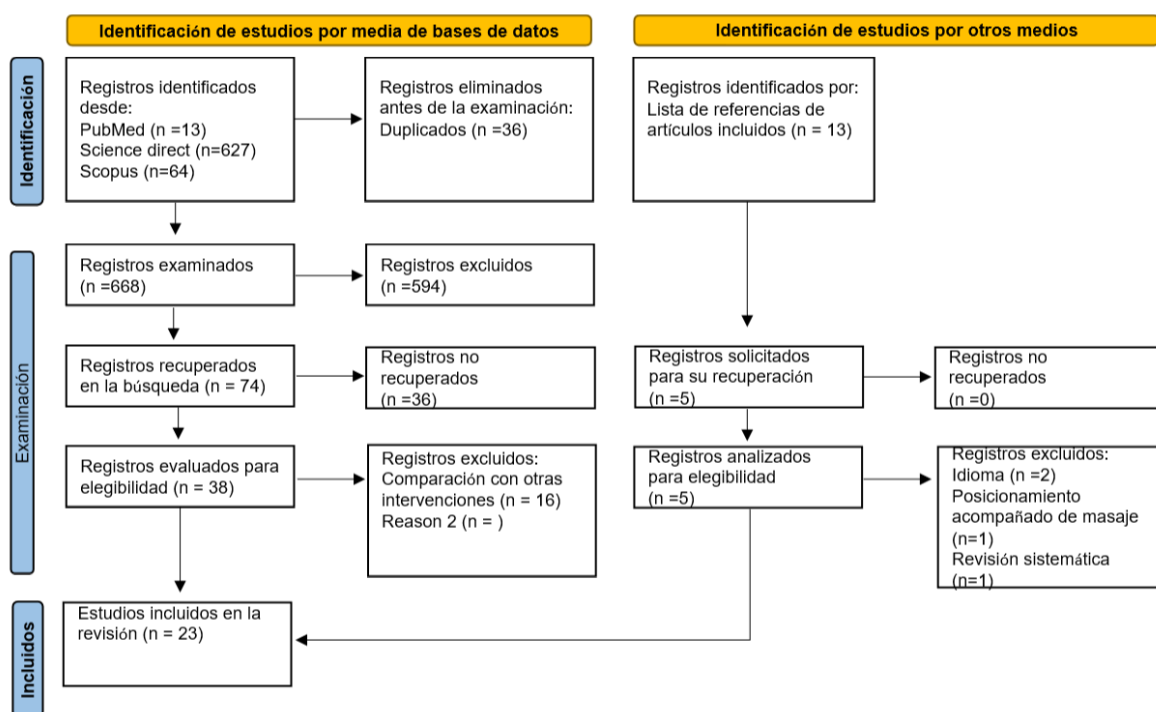 Identificación de estudios por media de bases de datos
Identificación de estudios por otros medios
Identificación
Registros identificados
desde:
PubMed (n =13)
Science direct (n=627)
Scopus (n=64)
Registros eliminados
antes de la examinación:
Duplicados (n =36)
Registros identificados por:
Lista de referencias de
artículos incluidos (n = 13)
Examinación
Registros examinados
(n =668)
Registros excluidos
(n =594)
Registros recuperados
en la búsqueda (n = 74)
Registros no
recuperados
(n =36)
Registros solicitados
para su recuperación
(n =5)
Registros no
recuperados
(n =0)
Registros evaluados para
elegibilidad (n = 38)
Registros excluidos:
Comparación con otras
intervenciones (n = 16)
Reason 2 (n = )
Registros analizados
para elegibilidad
(n =5)
Registros excluidos:
Idioma (n =2)
Posicionamiento
acompañado de masaje
(n=1)
Revisión sistemática
(n=1)
Incluidos
Estudios incluidos en la
revisión (n = 23)